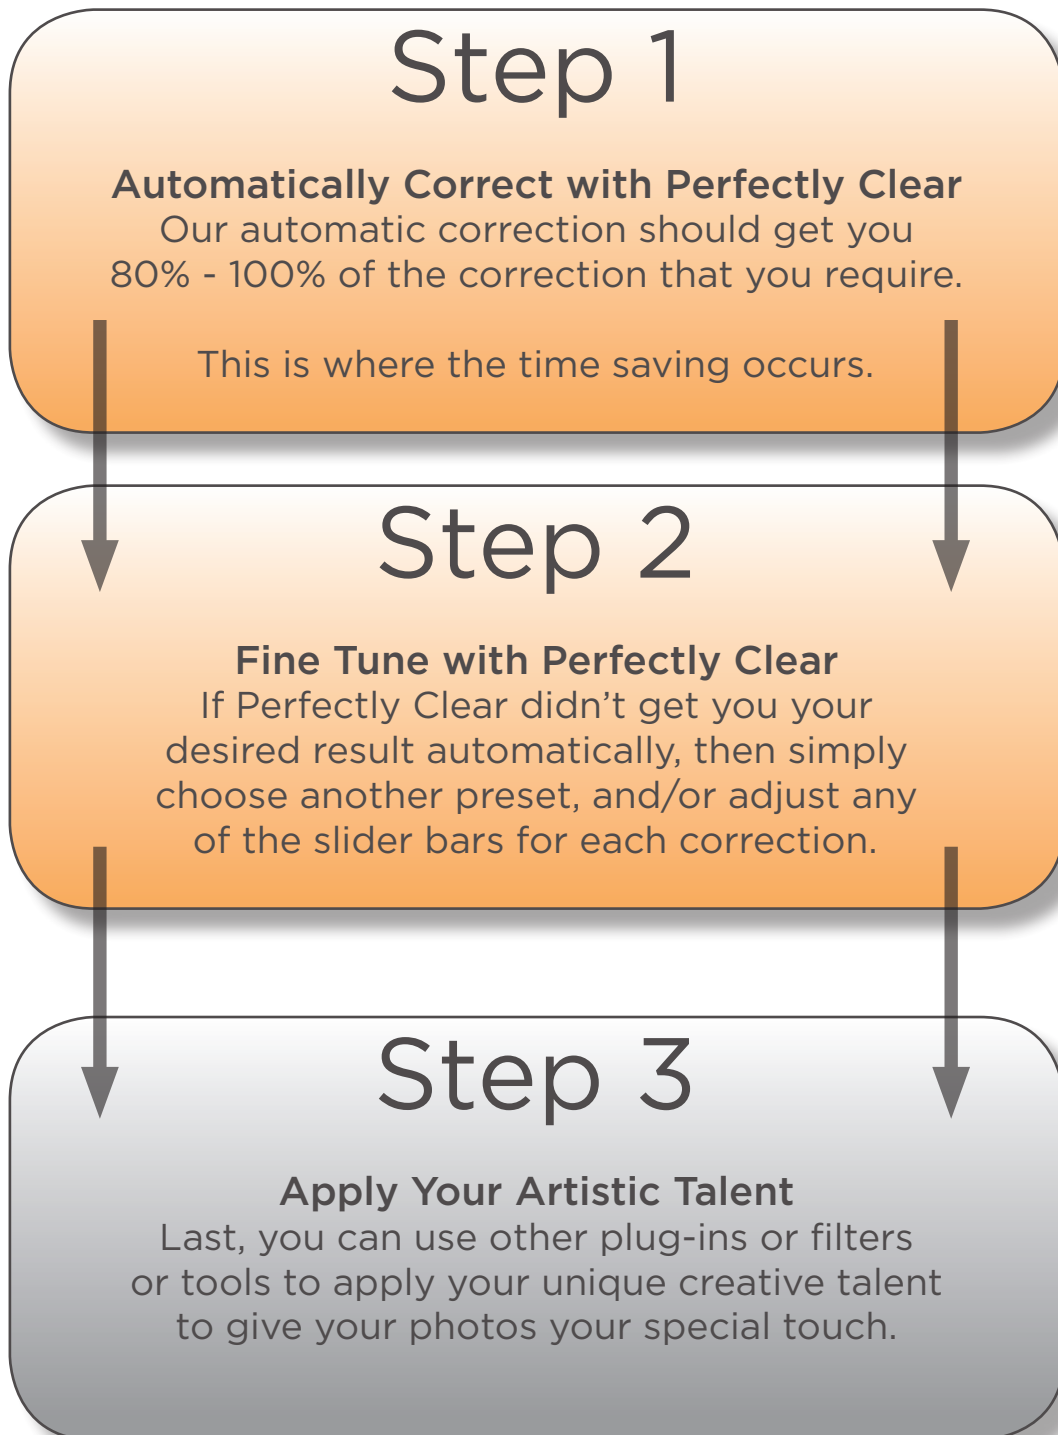 Step 1
Automatically Correct with Perfectly Clear
Our automatic correction should get you
80% - 100% of the correction that you require.
This is where the time saving occurs.
Step 2
Fine Tune with Perfectly Clear
If Perfectly Clear didn’t get you your
desired result automatically, then simply
choose another preset, and/or adjust any
of the slider bars for each correction.
Step 3
Apply Your Artistic Talent
Last, you can use other plug-ins or filters
or tools to apply your unique creative talent
to give your photos your special touch.